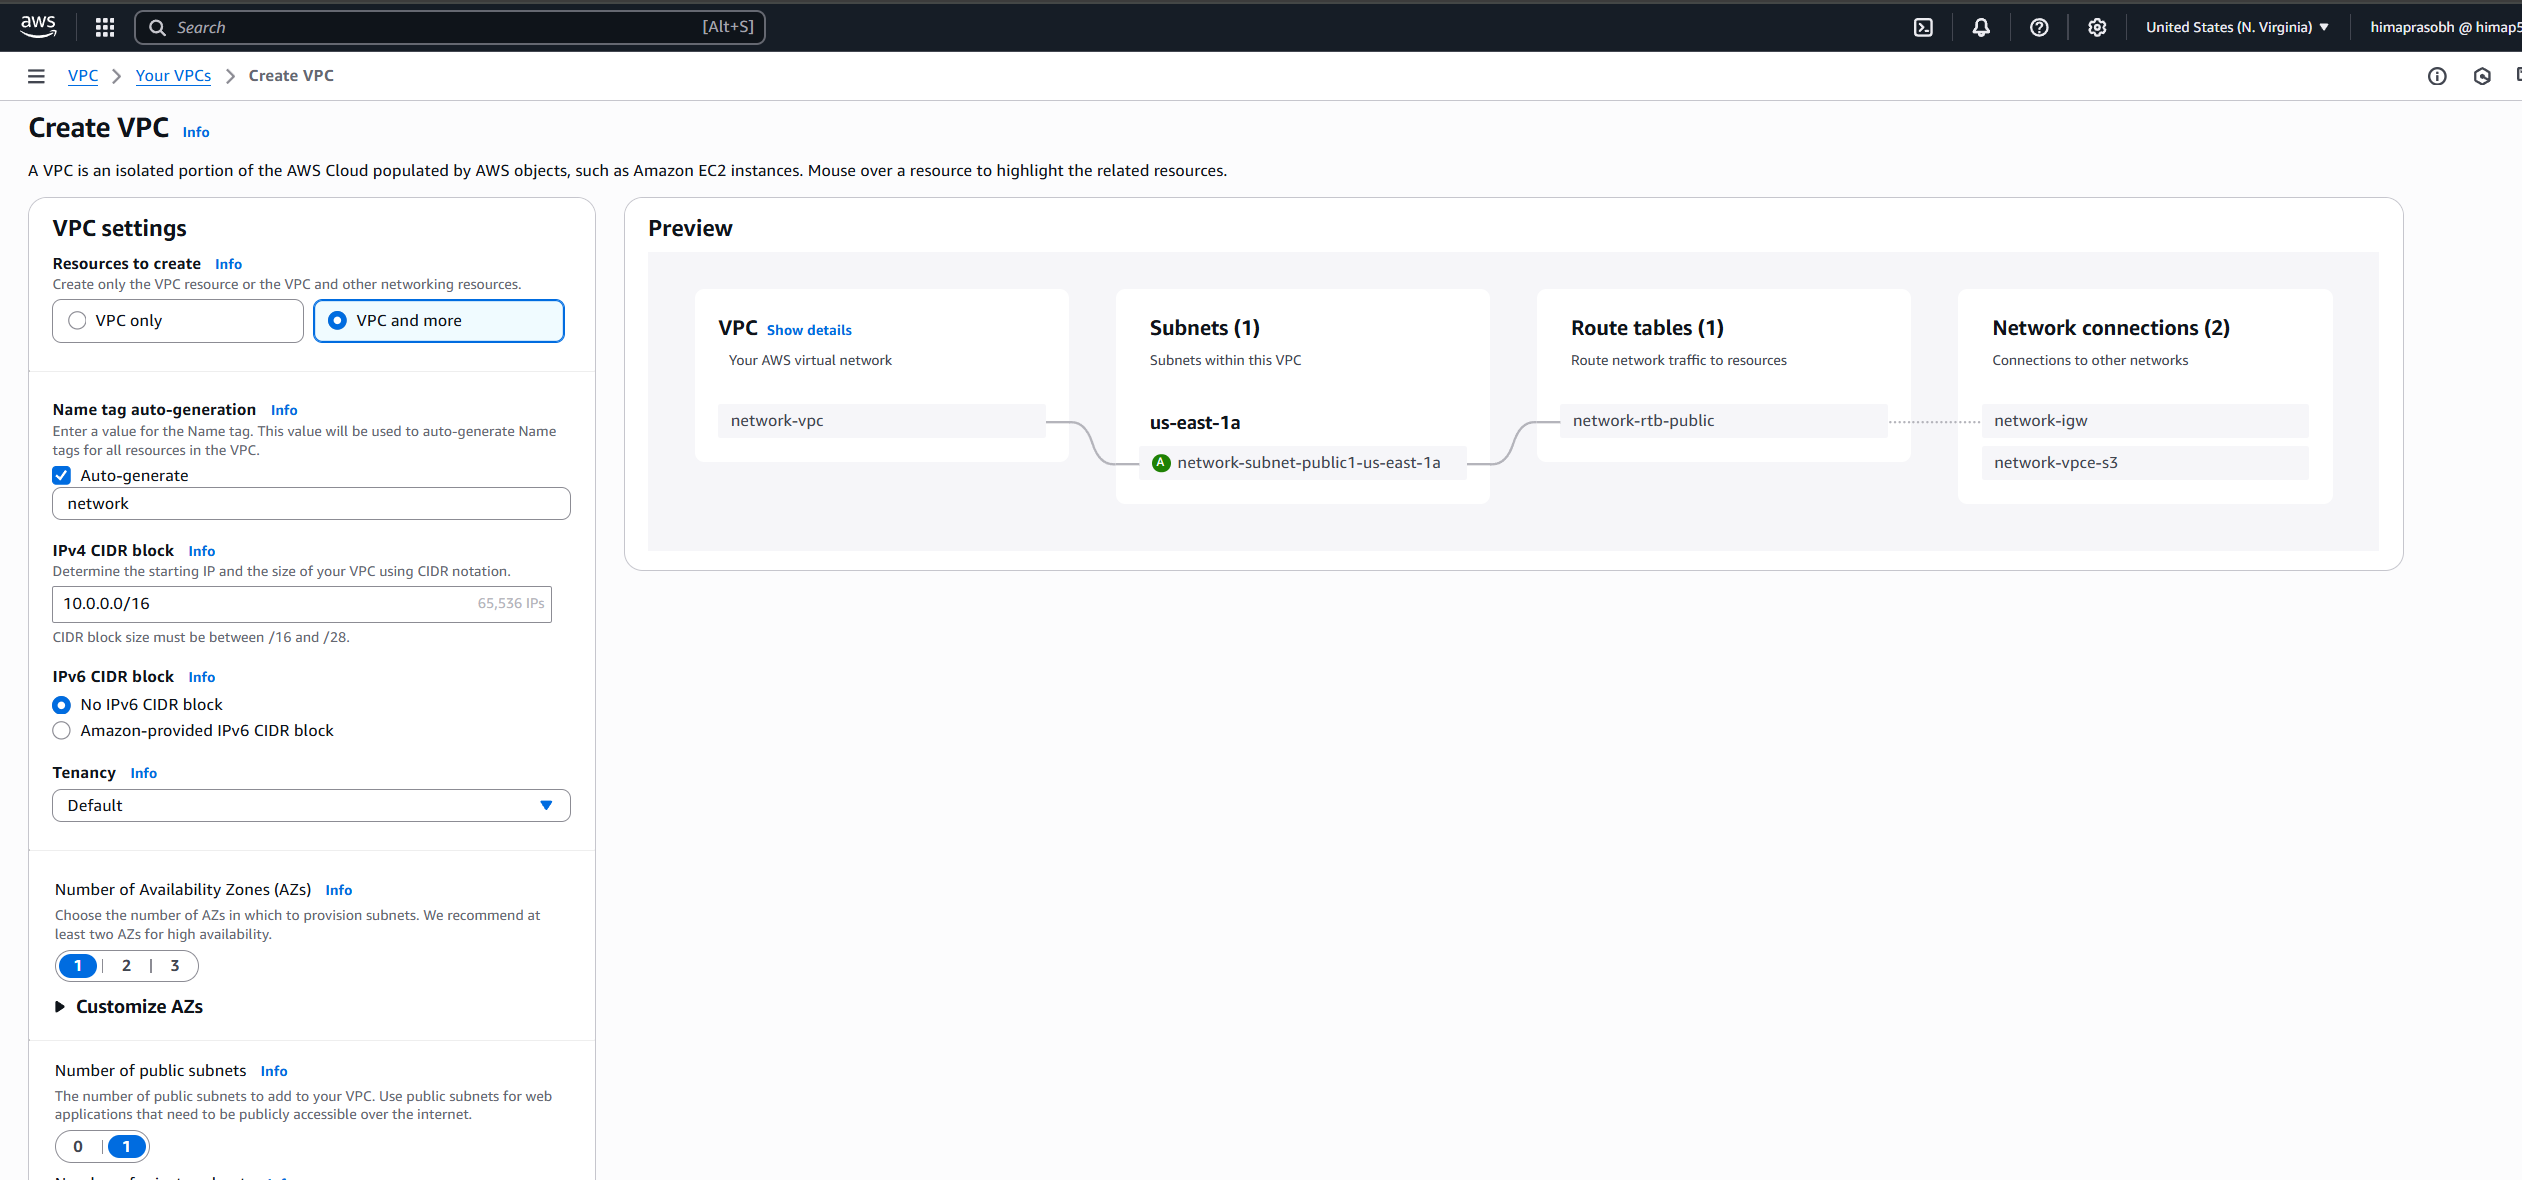 aws
Search [Alt+S]
United States (N. Virginia)
himaprasobh @ himap5
VPC
Your VPCs
Create VPC
Create VPC Info
A VPC is an isolated portion of the AWS Cloud populated by AWS objects, such as Amazon EC2 instances. Mouse over a resource to highlight the related resources.
VPC settings
Resources to create Info
Create only the VPC resource or the VPC and other networking resources.
VPC only
VPC and more
Name tag auto-generation Info
Enter a value for the Name tag. This value will be used to auto-generate Name
tags for all resources in the VPC.
Auto-generate
network
IPv4 CIDR block Info
Determine the starting IP and the size of your VPC using CIDR notation.
10.0.0.0/16 65,536 IPs
CIDR block size must be between /16 and /28.
IPv6 CIDR block Info
No IPv6 CIDR block
Amazon-provided IPv6 CIDR block
Tenancy Info
Default
Number of Availability Zones (AZs) Info
Choose the number of AZs in which to provision subnets. We recommend at
least two AZs for high availability.
1 2 3
Customize AZs
Number of public subnets Info
The number of public subnets to add to your VPC. Use public subnets for web
applications that need to be publicly accessible over the internet.
0 1
Preview
VPC Show details
Your AWS virtual network
network-vpc
Subnets (1)
Subnets within this VPC
us-east-1a
A network-subnet-public1-us-east-1a
Route tables (1)
Route network traffic to resources
network-rtb-public
Network connections (2)
Connections to other networks
network-igw
network-vpce-s3